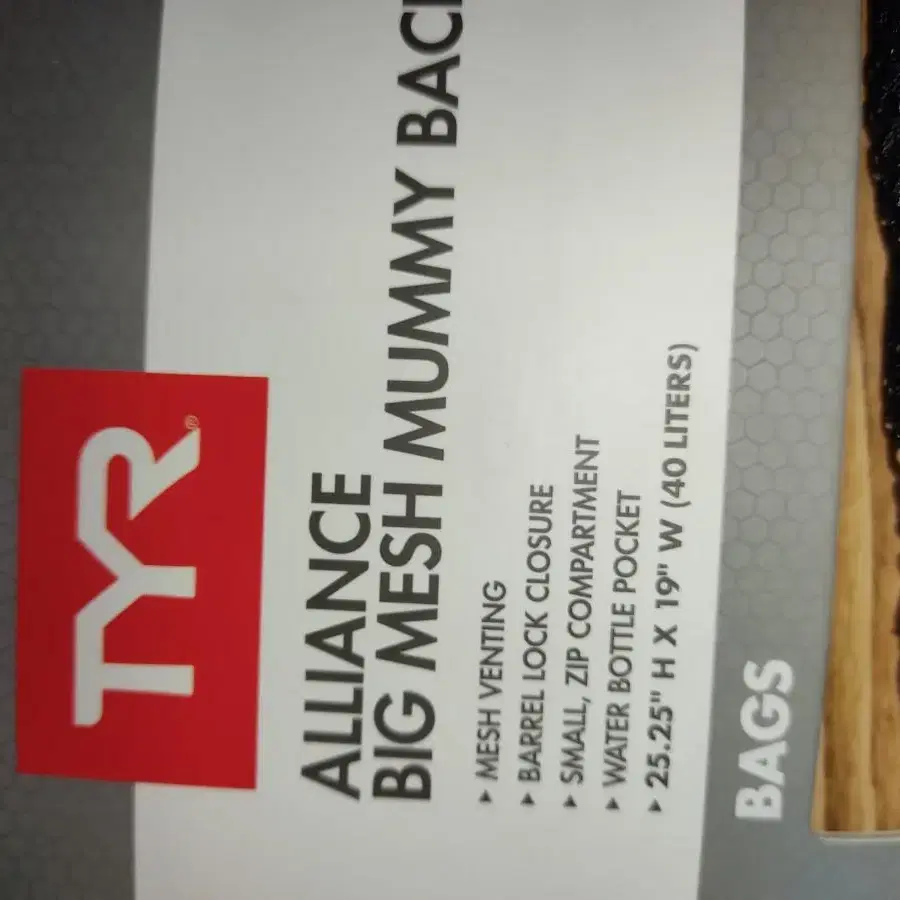 TYR®
ALLIANCE
BIG MESH MUMMY
▸ MESH VENTING
▸ BARREL LOCK CLOSURE
▸ SMALL, ZIP COMPARTMENT
▸ WATER BOTTLE POCKET
▸ 25.25" H X 19" W (40 LITERS)
BAGS